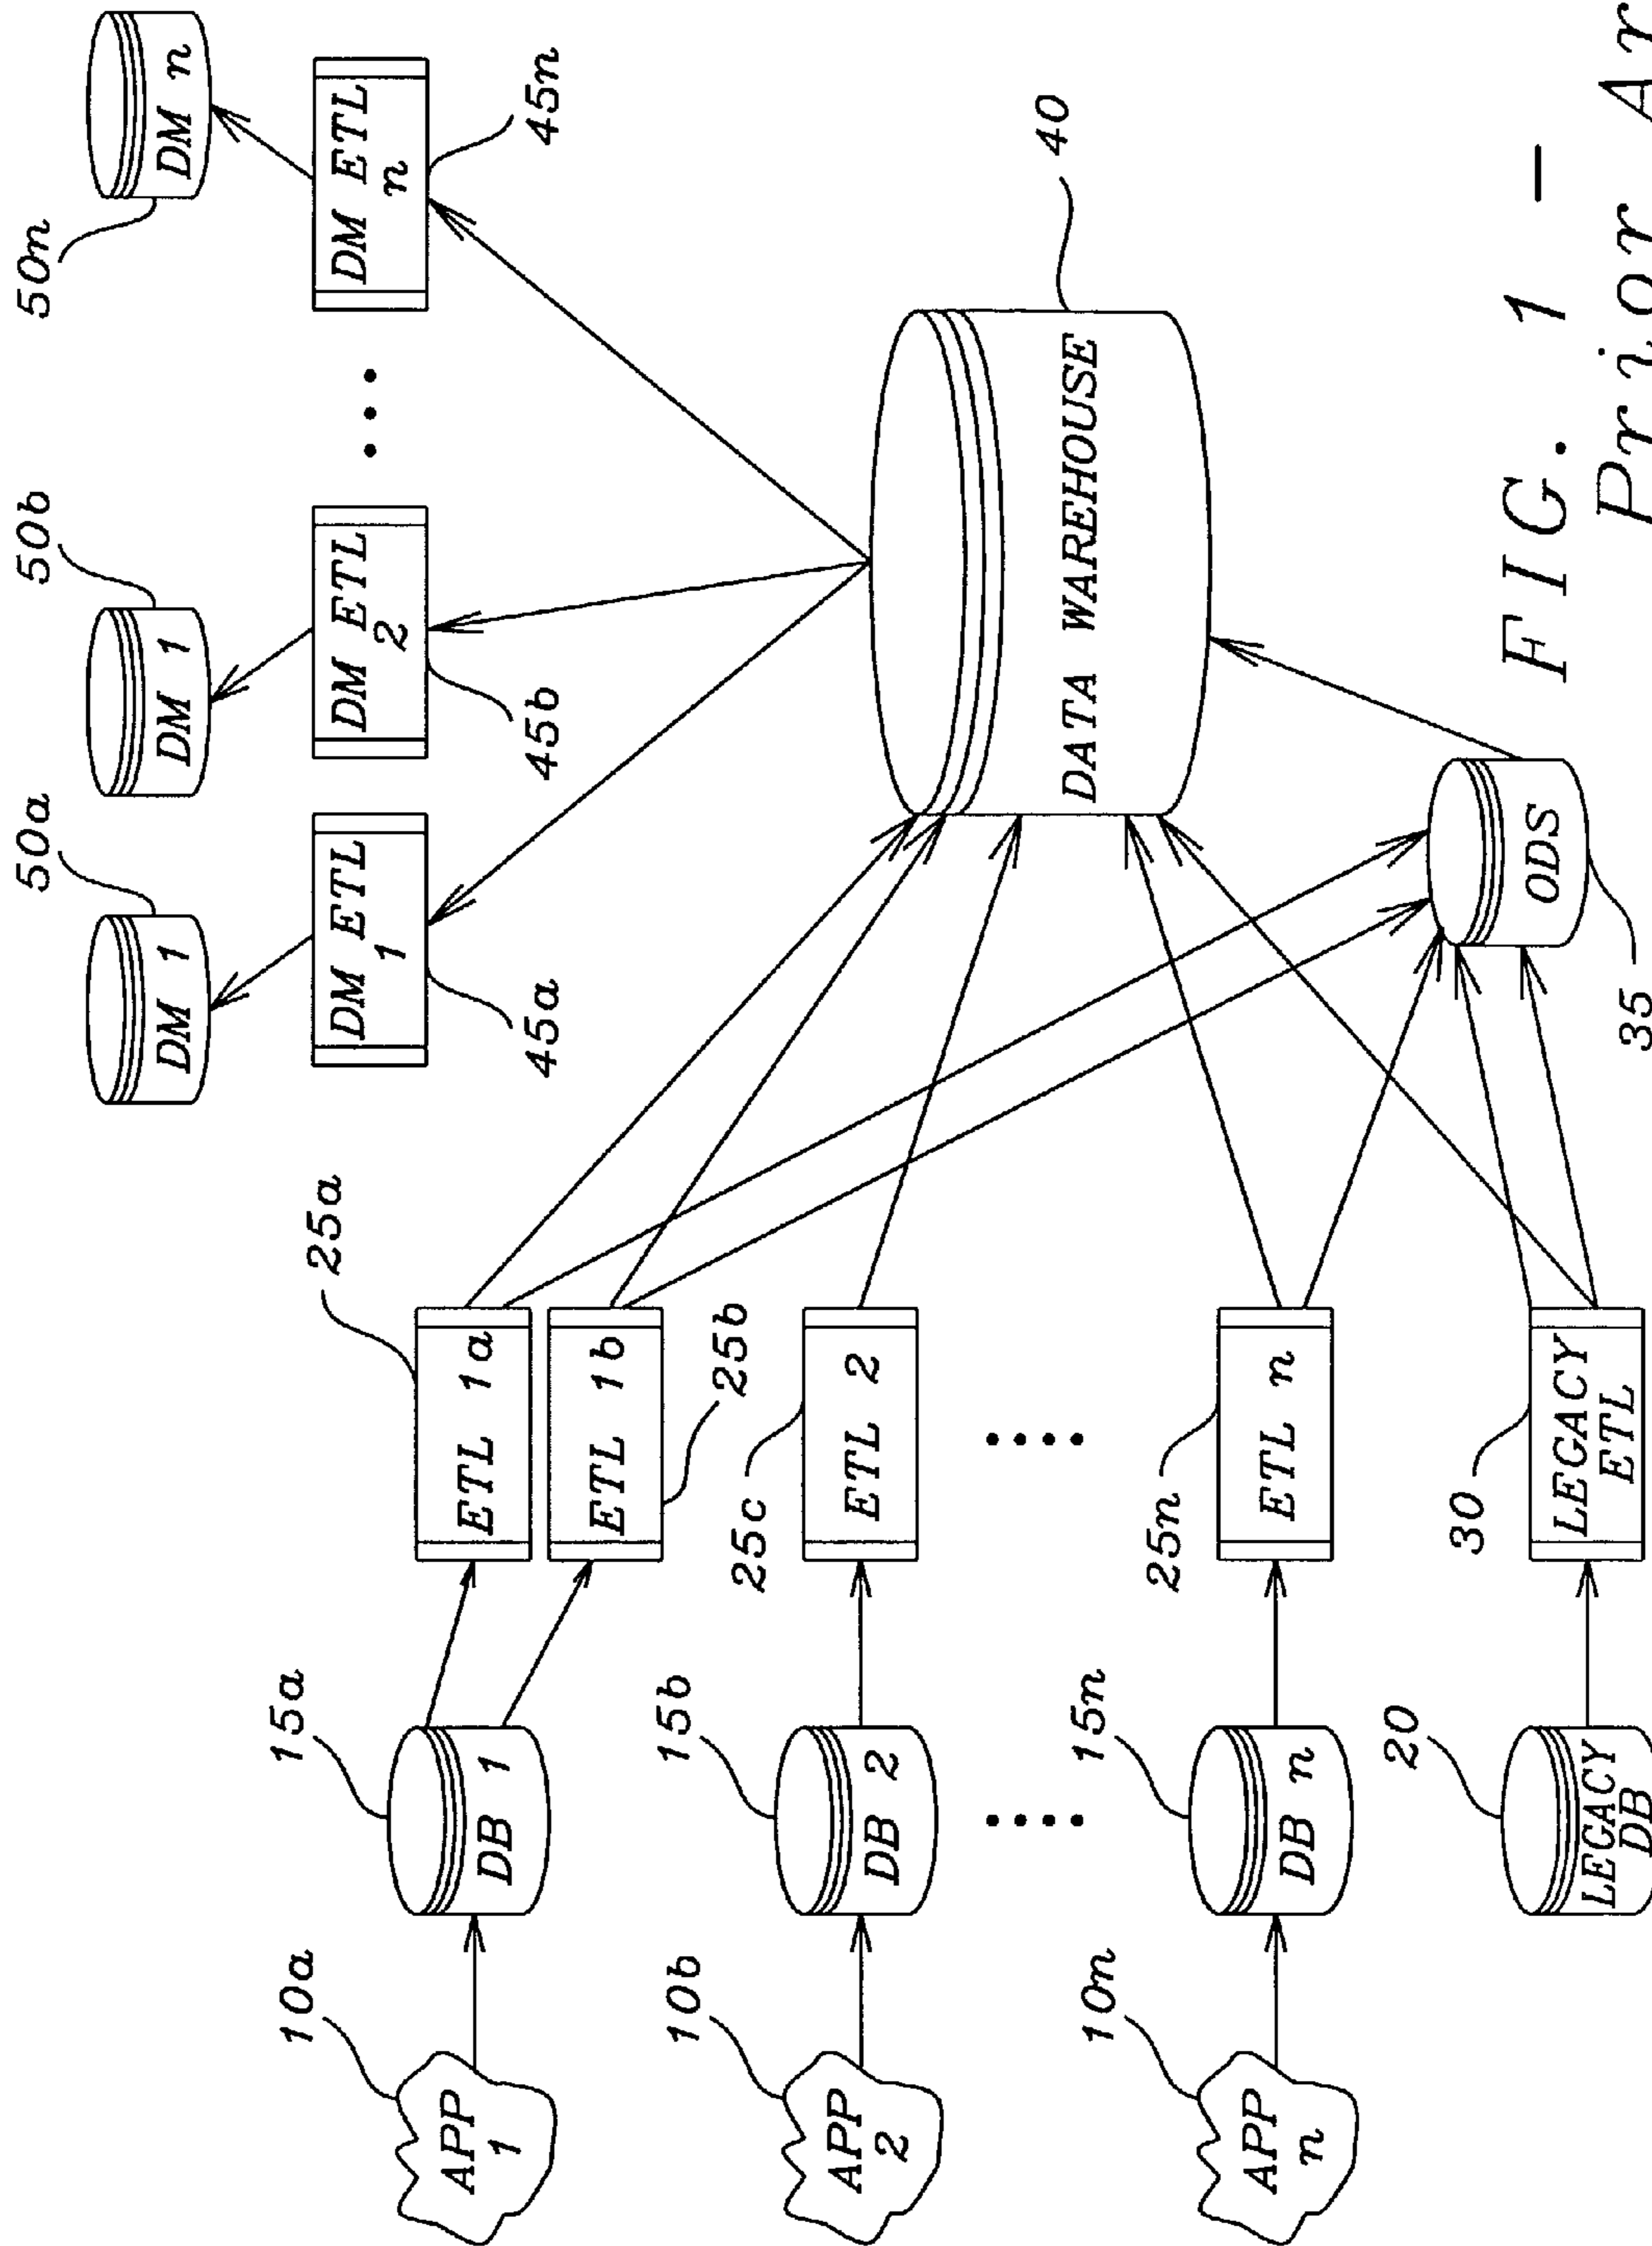 50a
50b
50n
DM 1
DM 1
DM n
DM ETL
1
DM ETL
2
DM ETL
n
45a
45b
45n
10a
15a
25a
APP
1
DB 1
ETL 1a
ETL 1b
25b
10b
15b
25c
APP
2
DB 2
ETL 2
DATA WAREHOUSE
40
10n
15n
25n
APP
n
DB n
ETL n
20
30
LEGACY
DB
LEGACY
ETL
ODS
35
FIG. 1 -
Prior Ar